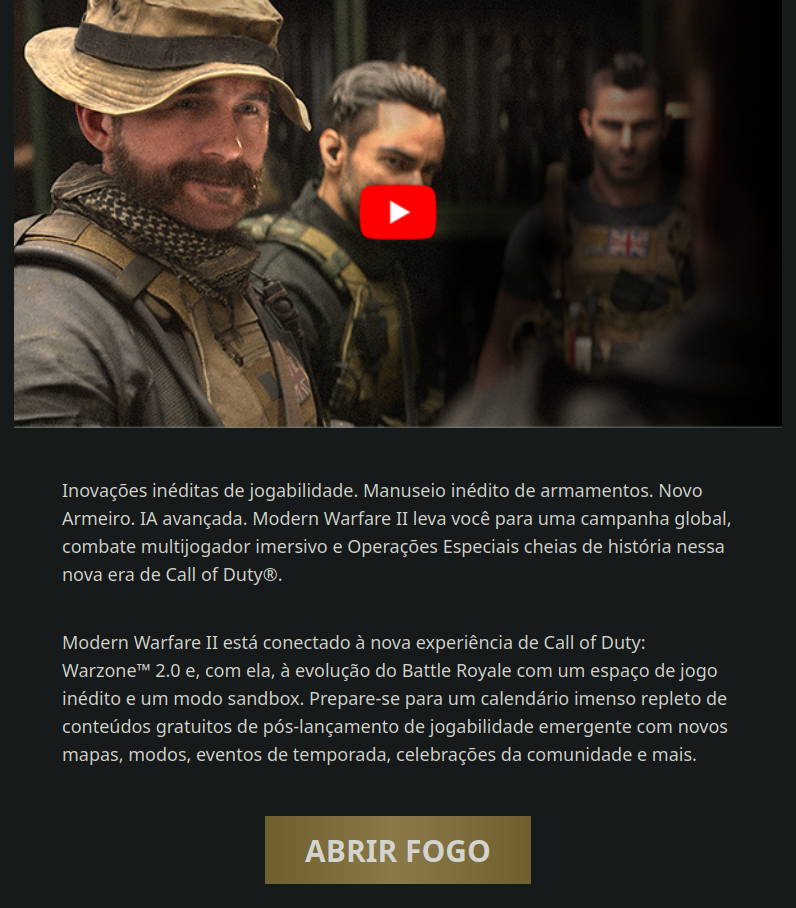 Inovações inéditas de jogabilidade. Manuseio inédito de armamentos. Novo
Armeiro. IA avançada. Modern Warfare II leva você para uma campanha global,
combate multijogador imersivo e Operações Especiais cheias de história nessa
nova era de Call of Duty®.
Modern Warfare II está conectado à nova experiência de Call of Duty:
Warzone™ 2.0 e, com ela, à evolução do Battle Royale com um espaço de jogo
inédito e um modo sandbox. Prepare-se para um calendário imenso repleto de
conteúdos gratuitos de pós-lançamento de jogabilidade emergente com novos
mapas, modos, eventos de temporada, celebrações da comunidade e mais.
ABRIR FOGO